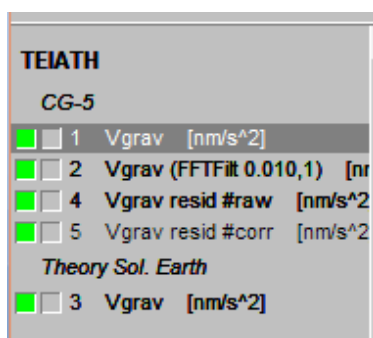 TEIATH
CG-5
1 Vgrav [nm/s^2]
2 Vgrav (FFTFilt 0.010,1) [nr
4 Vgrav resid #raw [nm/s^2
5 Vgrav resid #corr [nm/s^2
Theory Sol. Earth
3 Vgrav [nm/s^2]